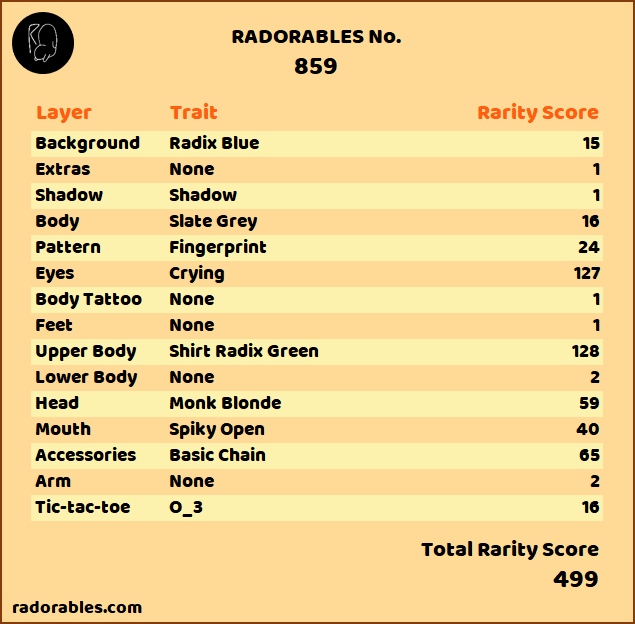 RADORABLES No.
859
Layer Trait Rarity Score
Background Radix Blue 15
Extras None 1
Shadow Shadow 1
Body Slate Grey 16
Pattern Fingerprint 24
Eyes Crying 127
Body Tattoo None 1
Feet None 1
Upper Body Shirt Radix Green 128
Lower Body None 2
Head Monk Blonde 59
Mouth Spiky Open 40
Accessories Basic Chain 65
Arm None 2
Tic-tac-toe O_3 16
Total Rarity Score
499
radorables.com